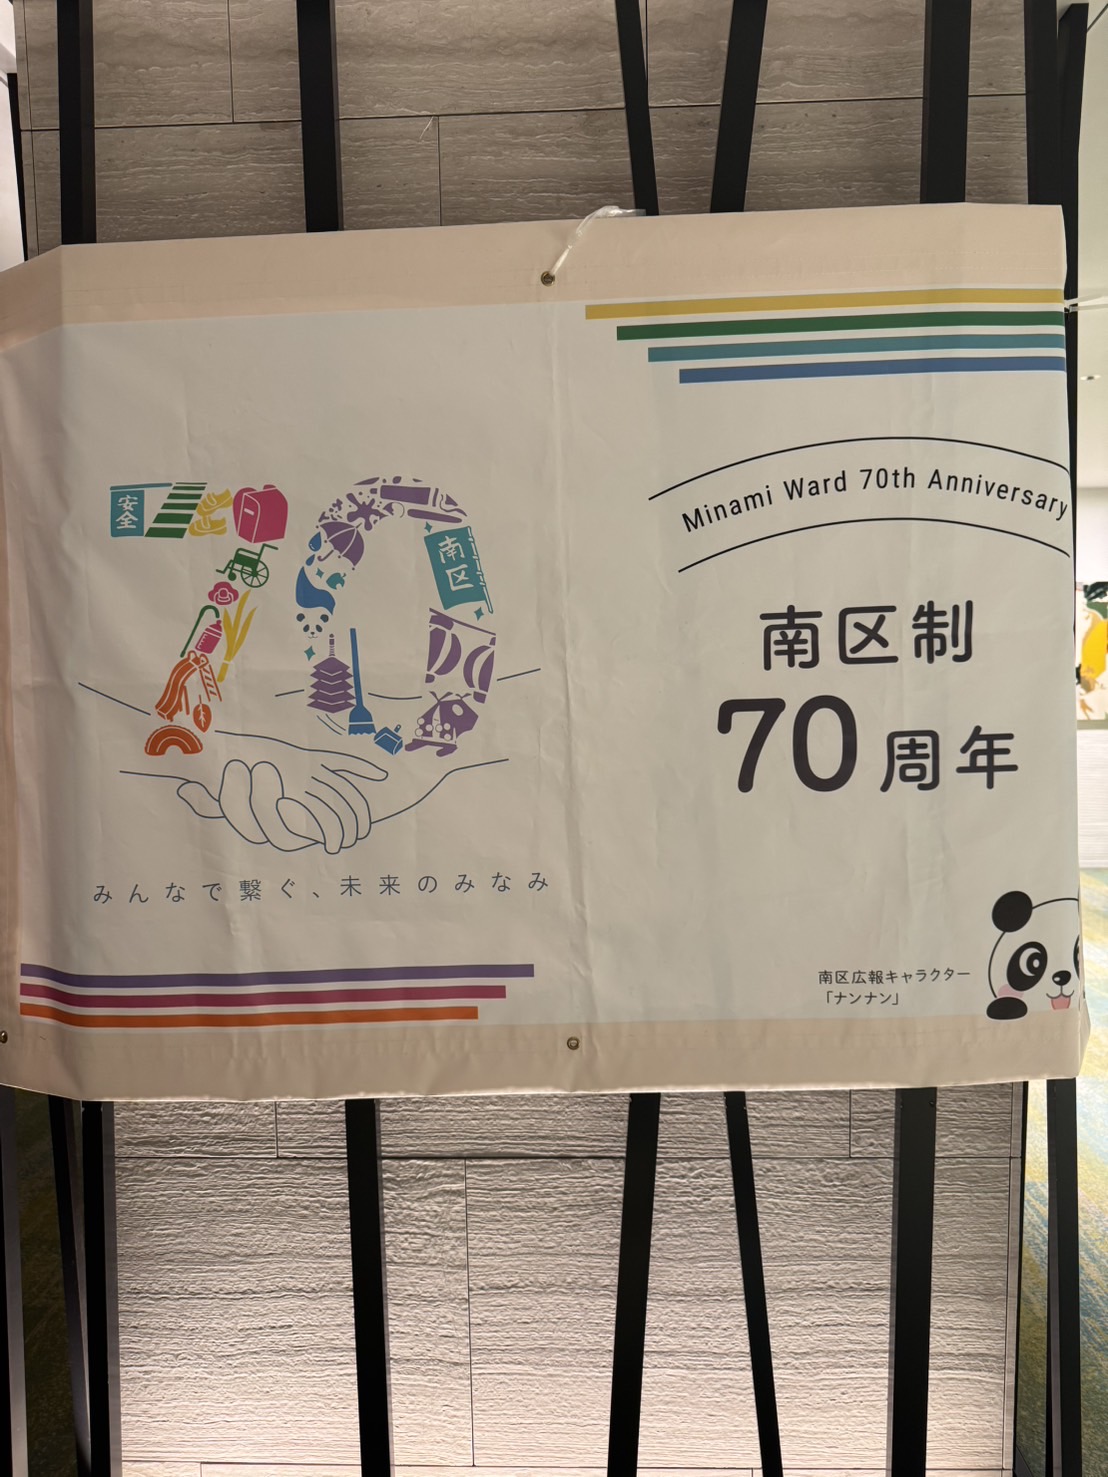 安全
南区
みんなで繋ぐ、未来のみなみ
Minami Ward 70th Anniversary
南区制
70周年
南区広報キャラクター
「ナンナン」